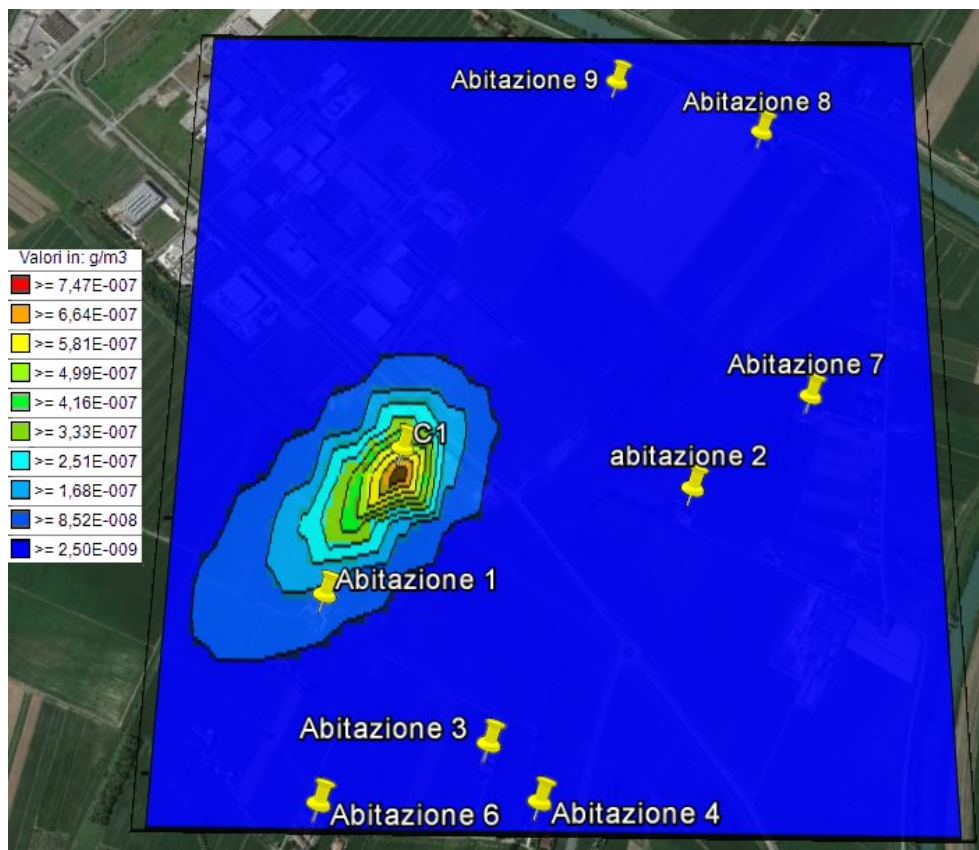 Abitazione 9
Abitazione 8
Valori in: g/m3
>= 7,47E-007
>= 6,64E-007
>= 5,81E-007
>= 4,99E-007
>= 4,16E-007
>= 3,33E-007
>= 2,51E-007
>= 1,68E-007
>= 8,52E-008
>= 2,50E-009
Abitazione 7
C1
abitazione 2
Abitazione 1
Abitazione 3
Abitazione 6
Abitazione 4